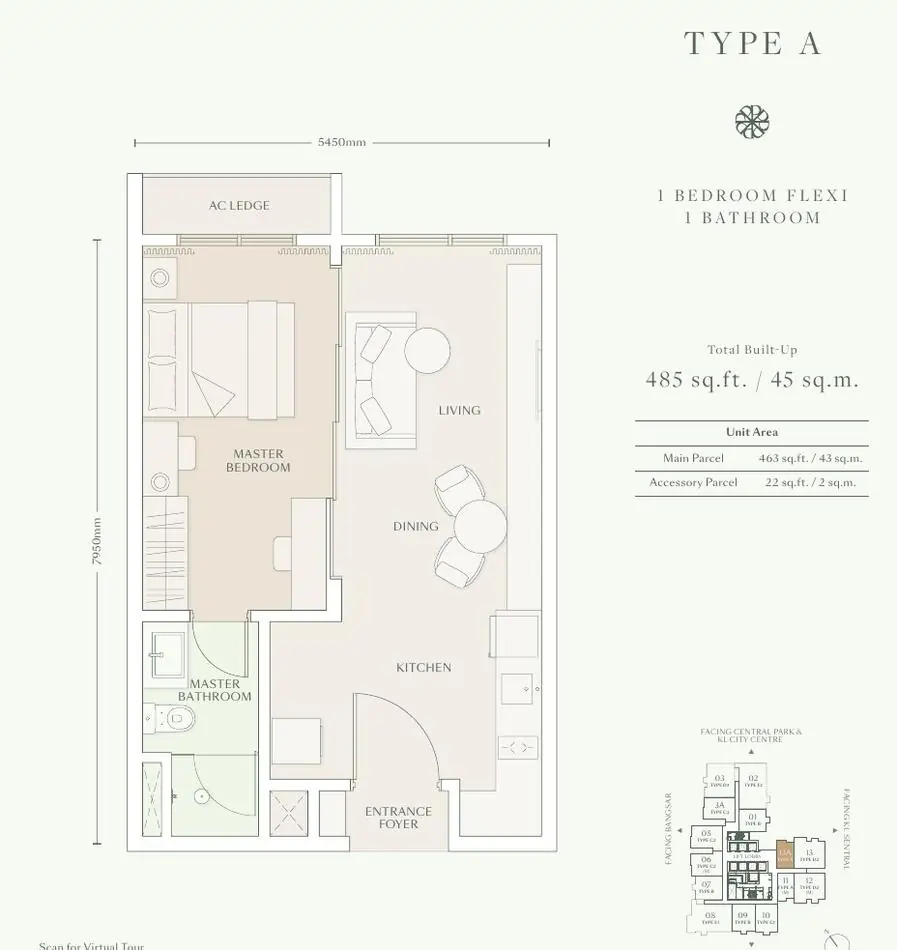 TYPE A
1 BEDROOM FLEXI
1 BATHROOM
5450mm
7950mm
AC LEDGE
MASTER
BEDROOM
LIVING
DINING
KITCHEN
MASTER
BATHROOM
ENTRANCE
FOYER
Total Built-Up
485 sq.ft. / 45 sq.m.
Unit Area
Main Parcel 463 sq.ft. / 43 sq.m.
Accessory Parcel 22 sq.ft. / 2 sq.m.
FACING CENTRAL PARK &
KL CITY CENTRE
FACING BANGSAR
FACING KL SENTRAL
03
02
3A
01
05
06
07
08
09
10
11
12
13
13A
LIFT LOBBY
N
Scan for Virtual Tour